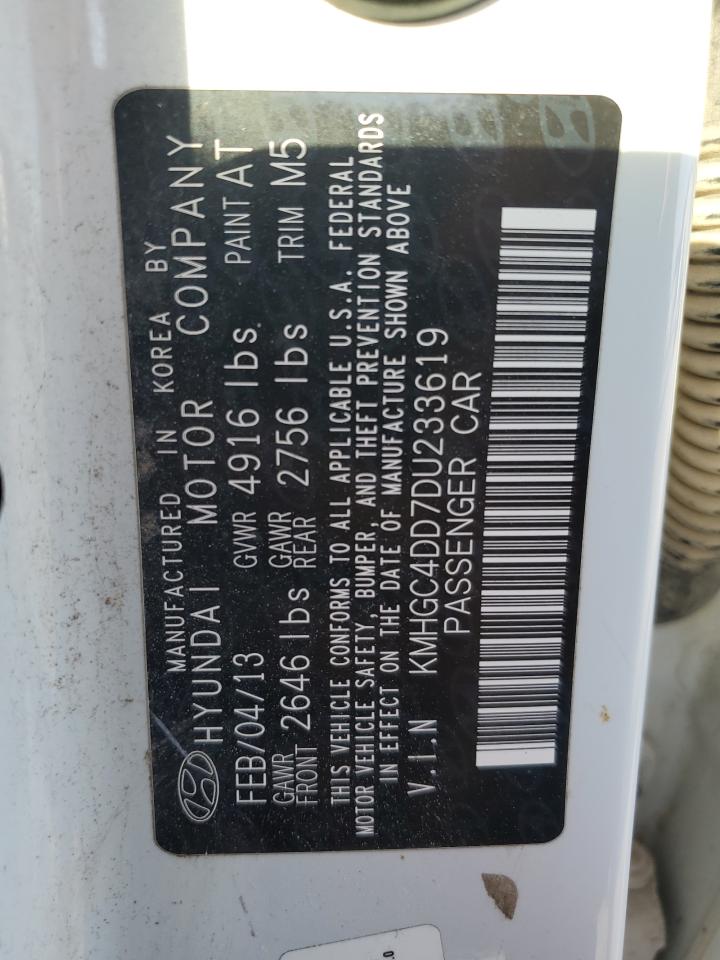 MANUFACTURED IN KOREA BY
HYUNDAI MOTOR COMPANY
FEB/04/13 GVWR 4916 lbs. PAINT AT
GAWR FRONT 2646 lbs GAWR REAR 2756 lbs TRIM M5
THIS VEHICLE CONFORMS TO ALL APPLICABLE U.S.A. FEDERAL
MOTOR VEHICLE SAFETY, BUMPER, AND THEFT PREVENTION STANDARDS
IN EFFECT ON THE DATE OF MANUFACTURE SHOWN ABOVE
V.I.N KMHGC4DD7DU233619
PASSENGER CAR